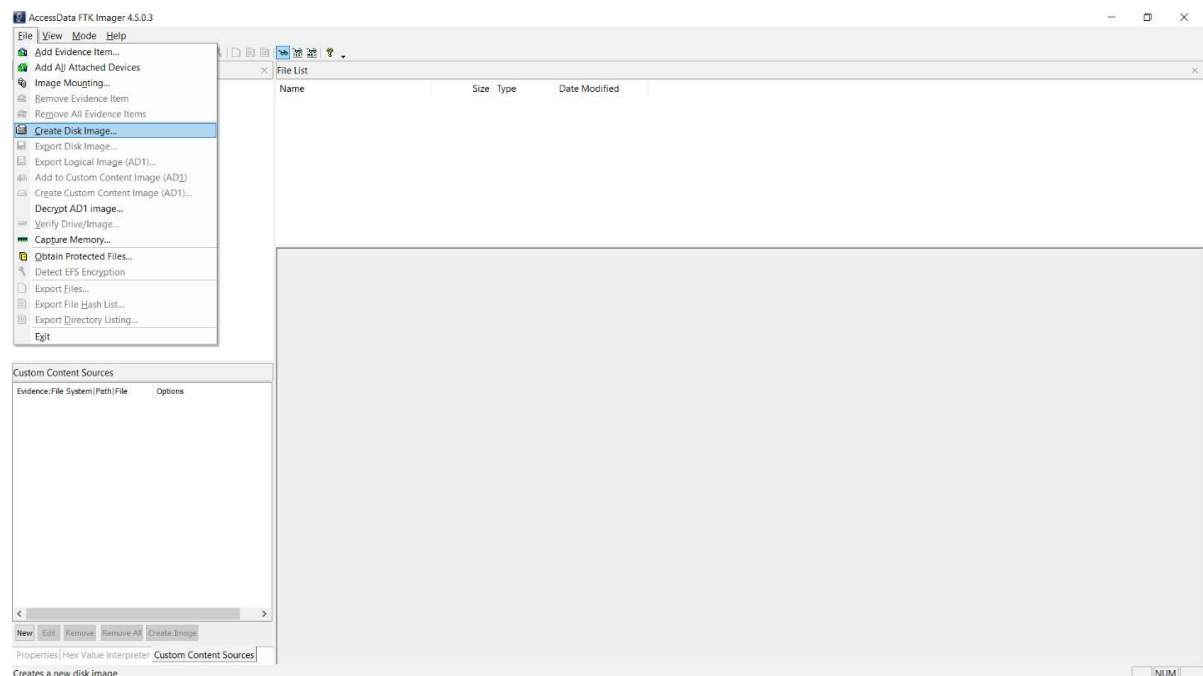 AccessData FTK Imager 4.5.0.3
File View Mode Help
Add Evidence Item...
Add All Attached Devices
File List
Image Mounting...
Name Size Type Date Modified
Remove Evidence Item
Remove All Evidence Items
Create Disk Image...
Export Disk Image...
Export Logical Image (AD1)...
Add to Custom Content Image (AD1)
Create Custom Content Image (AD1)...
Decrypt AD1 image...
Verify Drive/Image...
Capture Memory...
Obtain Protected Files...
Detect EFS Encryption
Export Files...
Export File Hash List...
Export Directory Listing...
Exit
Custom Content Sources
Evidence:File System|Path|File Options
New Edit Remove Remove All Create Image
Properties Hex Value Interpreter Custom Content Sources
Creates a new disk image
NUM